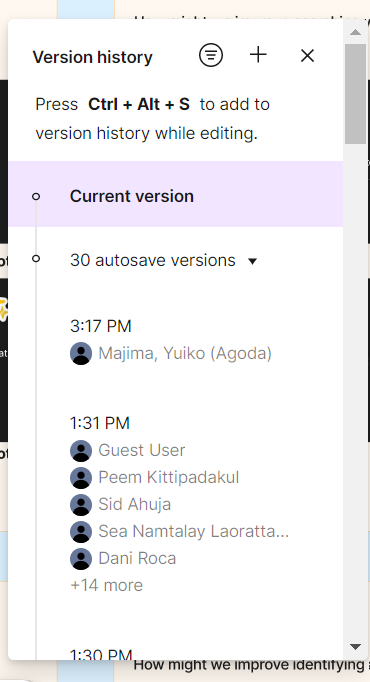 Version history
Press Ctrl + Alt + S to add to
version history while editing.
Current version
30 autosave versions
3:17 PM
Majima, Yuiko (Agoda)
1:31 PM
Guest User
Peem Kittipadakul
Sid Ahuja
Sea Namtalay Laoratta...
Dani Roca
+14 more
1:30 PM
How might we improve identifying